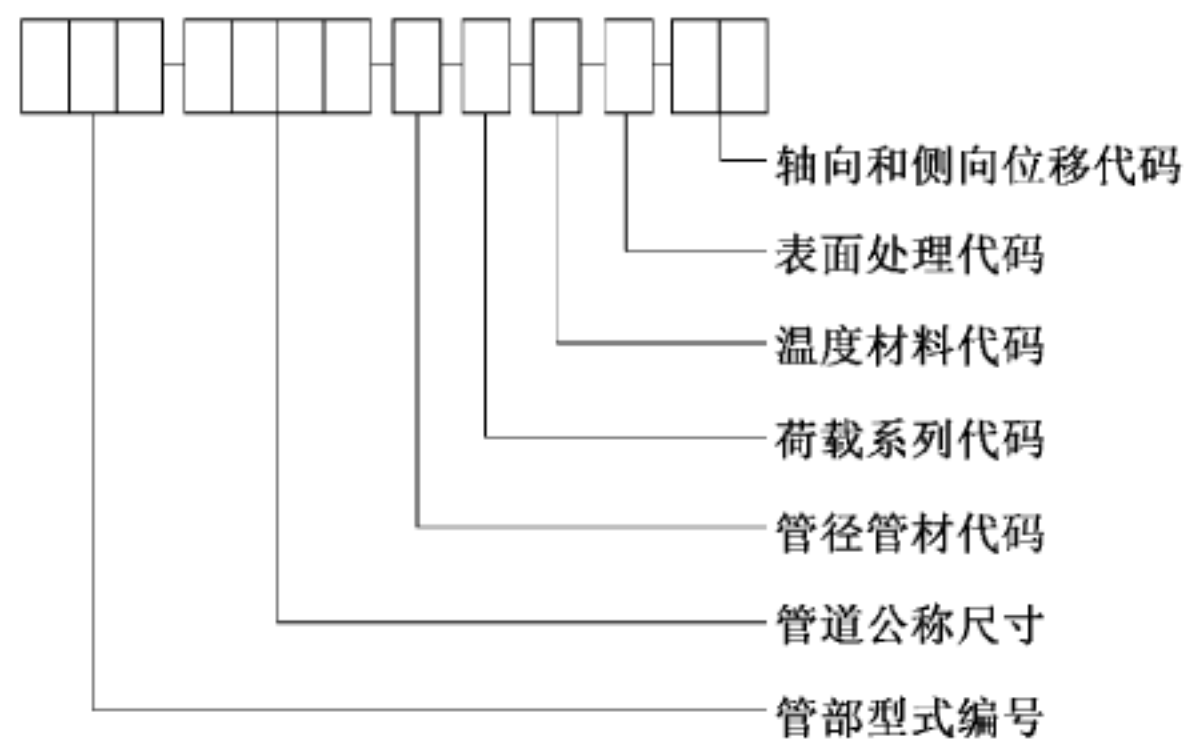 轴向和侧向位移代码
表面处理代码
温度材料代码
荷载系列代码
管径管材代码
管道公称尺寸
管部型式编号